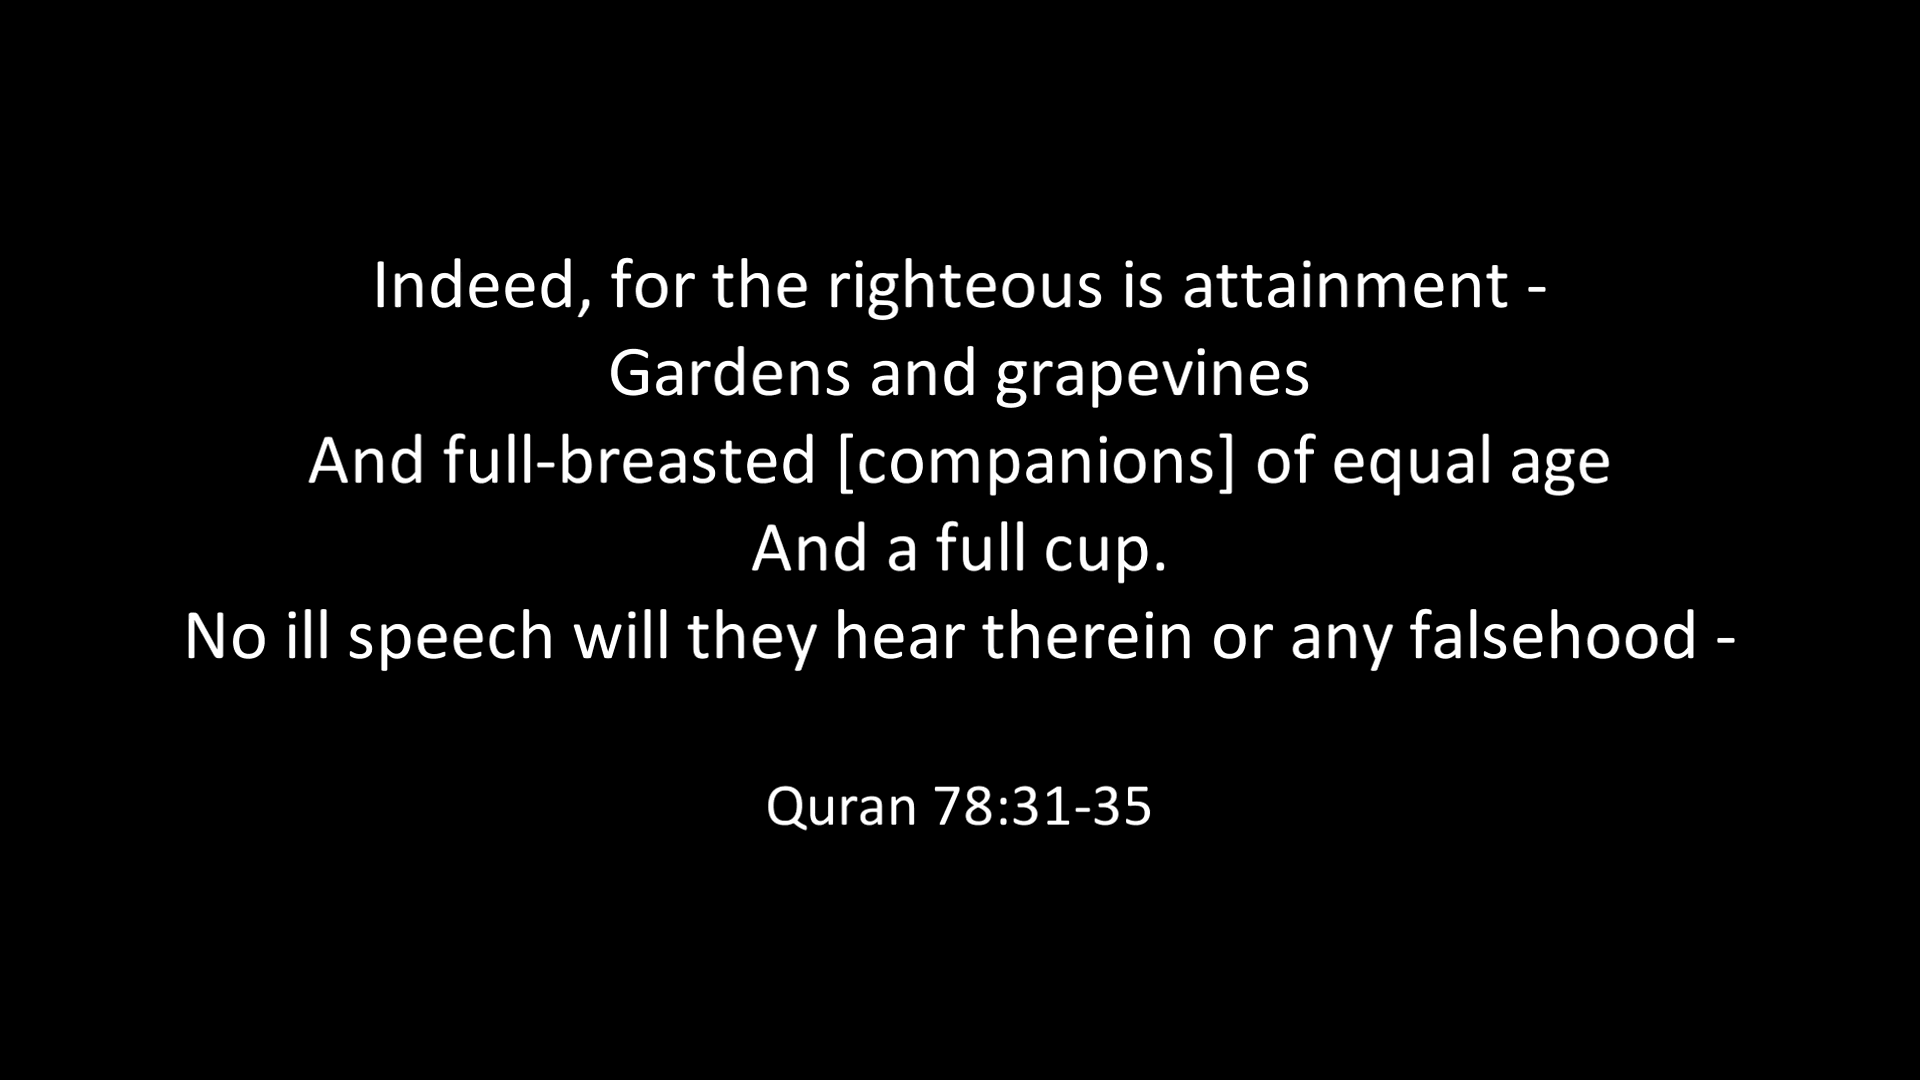 Indeed, for the righteous is attainment -
Gardens and grapevines
And full-breasted [companions] of equal age
And a full cup.
No ill speech will they hear therein or any falsehood -
Quran 78:31-35